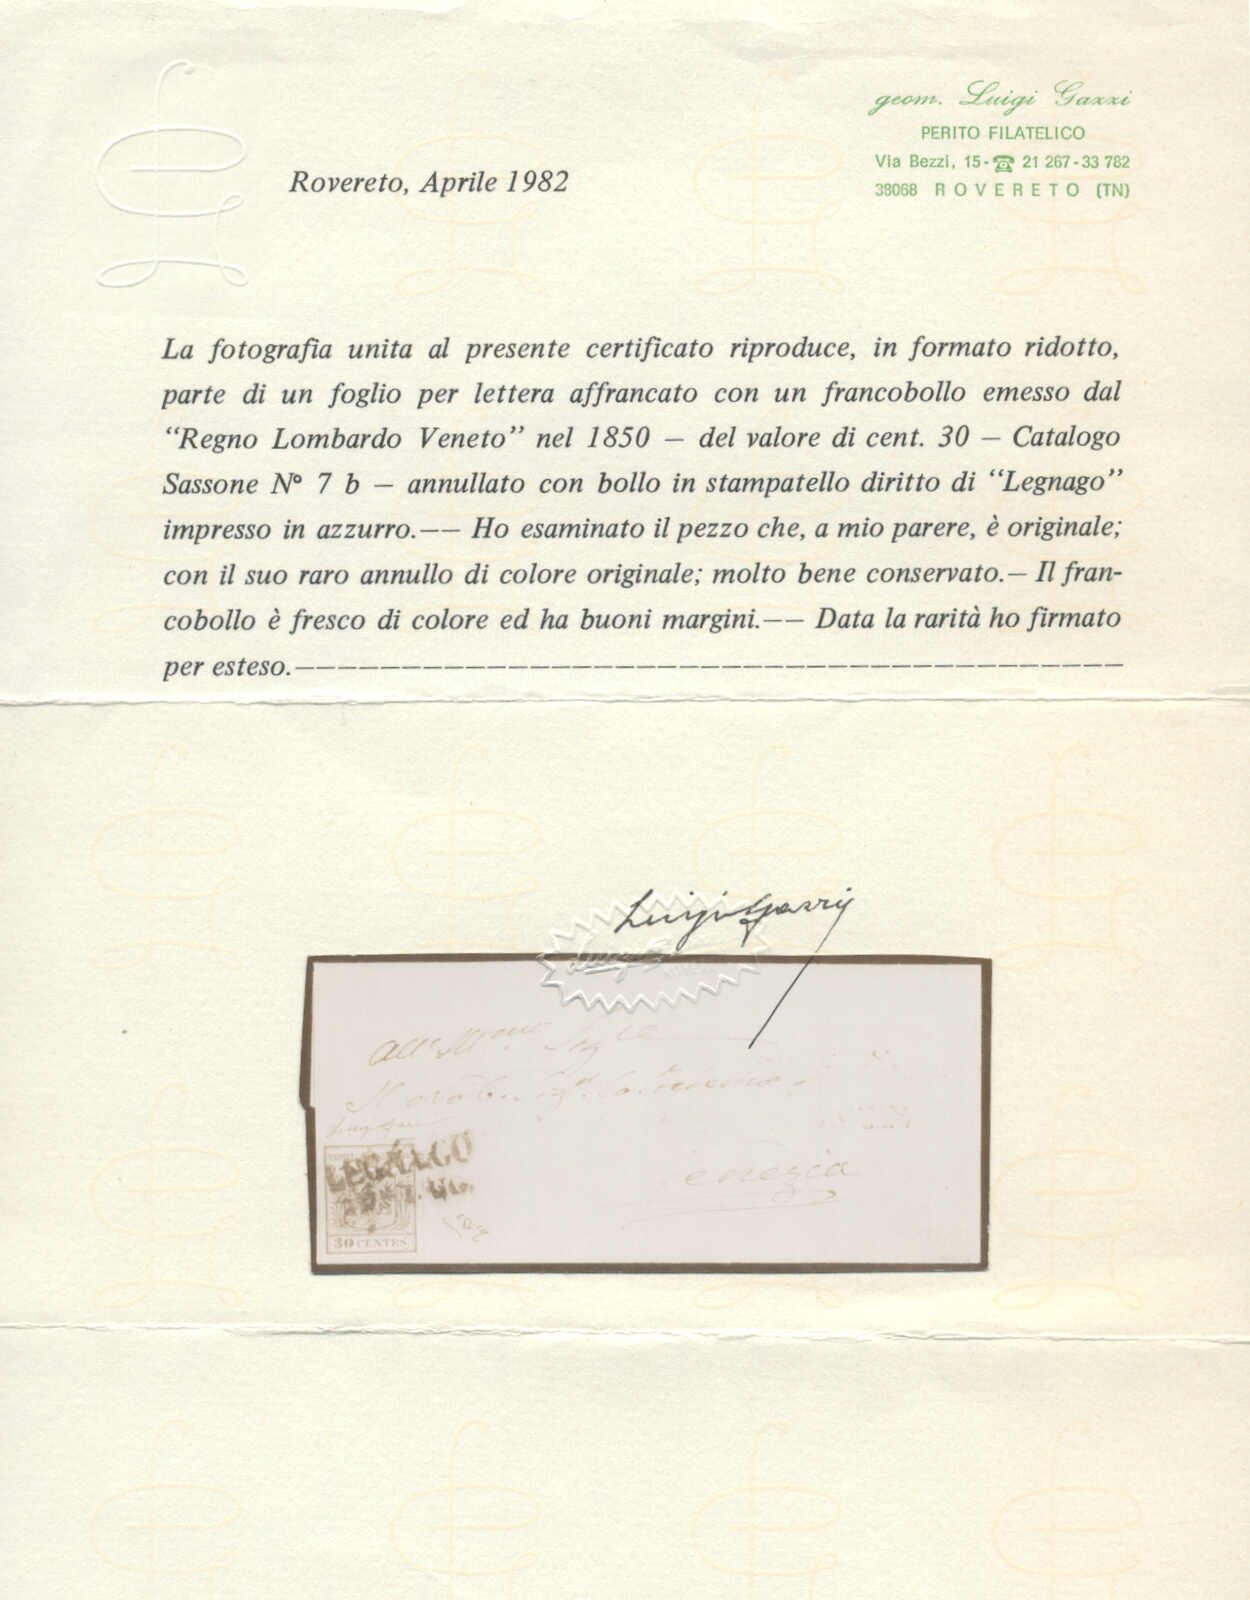 geom. Luigi Gazzi
PERITO FILATELICO
Via Bezzi, 15-☎ 21 267-33 782
38068 ROVERETO (TN)
Rovereto, Aprile 1982
La fotografia unita al presente certificato riproduce, in formato ridotto,
parte di un foglio per lettera affrancato con un francobollo emesso dal
“Regno Lombardo Veneto” nel 1850 — del valore di cent. 30 — Catalogo
Sassone N° 7 b — annullato con bollo in stampatello diritto di “Legnago”
impresso in azzurro.—— Ho esaminato il pezzo che, a mio parere, è originale;
con il suo raro annullo di colore originale; molto bene conservato.— Il fran-
cobollo è fresco di colore ed ha buoni margini.—— Data la rarità ho firmato
per esteso.———————————————————————
Luigi Gazzi
Venezia
30 CENTES.